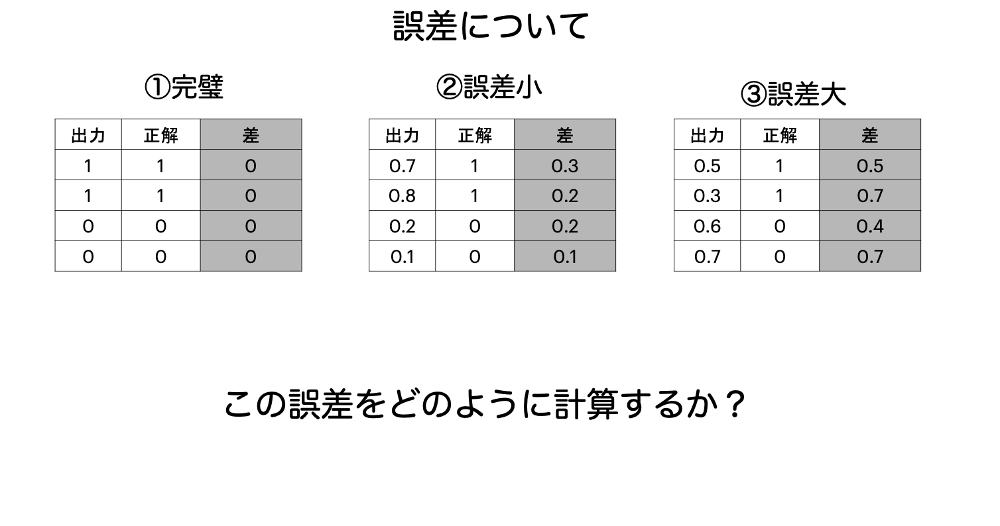 誤差について
①完璧
②誤差小
③誤差大
出力 正解 差
1 1 0
1 1 0
0 0 0
0 0 0
出力 正解 差
0.7 1 0.3
0.8 1 0.2
0.2 0 0.2
0.1 0 0.1
出力 正解 差
0.5 1 0.5
0.3 1 0.7
0.6 0 0.4
0.7 0 0.7
この誤差をどのように計算するか？